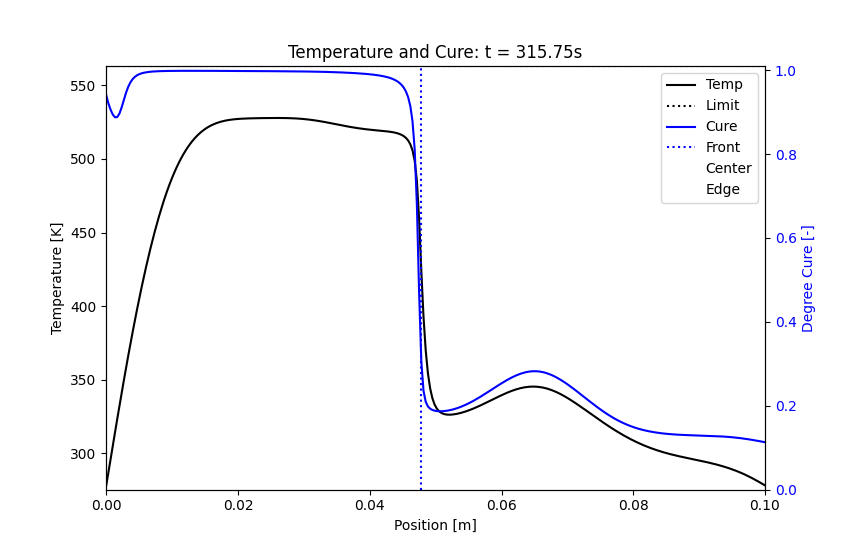 Temperature and Cure: t = 315.75s
Temperature [K]
550
500
450
400
350
300
Temp
Limit
Cure
Front
Center
Edge
1.0
0.8
0.6
0.4
0.2
0.0
Degree Cure [-]
0.00 0.02 0.04 0.06 0.08 0.10
Position [m]